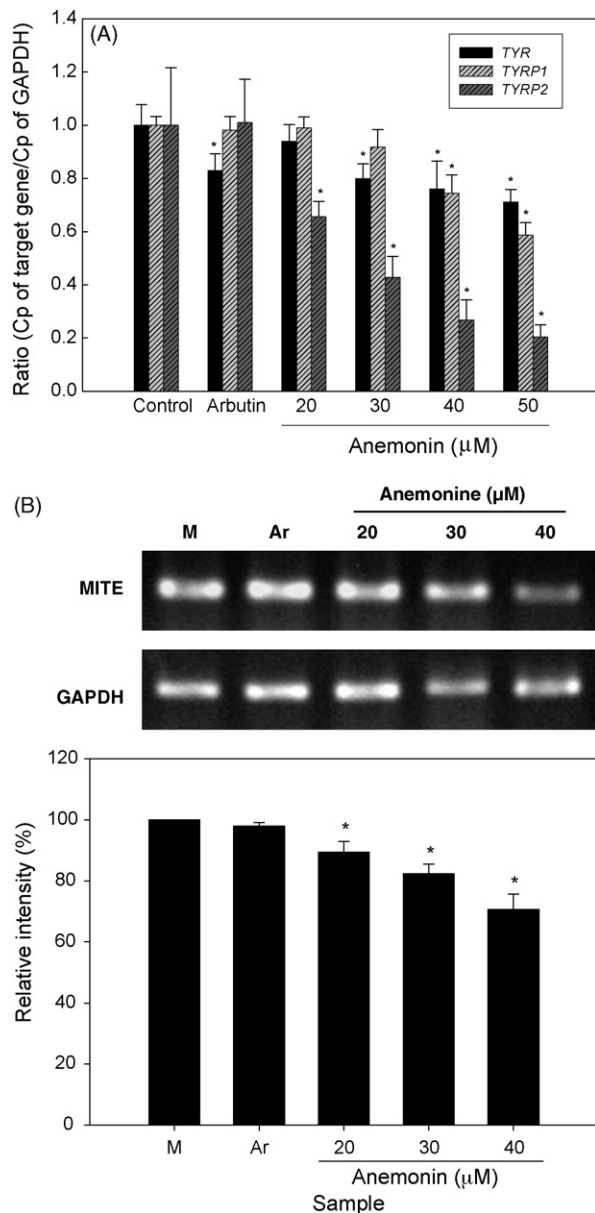 (A)
1.4
1.2
1.0
0.8
0.6
0.4
0.2
0.0
Ratio (Cp of target gene/Cp of GAPDH)
TYR
TYRP1
TYRP2
* * * * * * * * * *
Control Arbutin 20 30 40 50
Anemonin (μM)
(B)
Anemonine (μM)
M Ar 20 30 40
MITE
GAPDH
120
100
80
60
40
20
0
Relative intensity (%)
* * *
M Ar 20 30 40
Anemonin (μM)
Sample